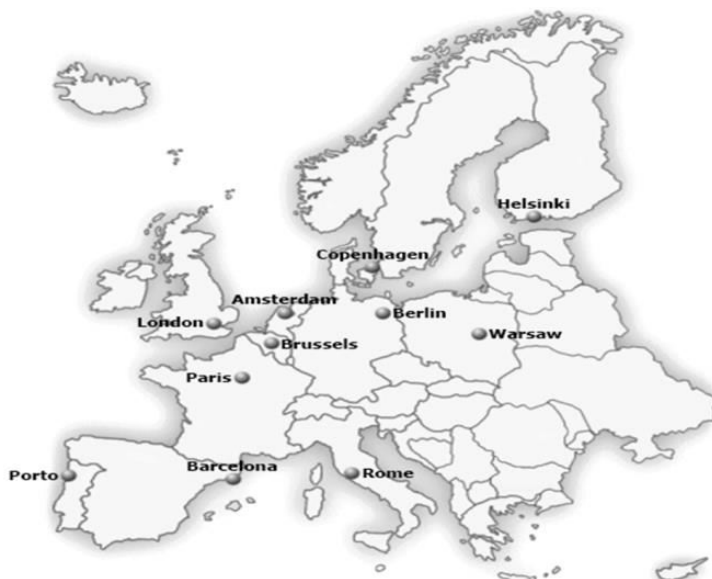 Helsinki
Copenhagen
Amsterdam
Berlin
London
Warsaw
Brussels
Paris
Barcelona
Porto
Rome